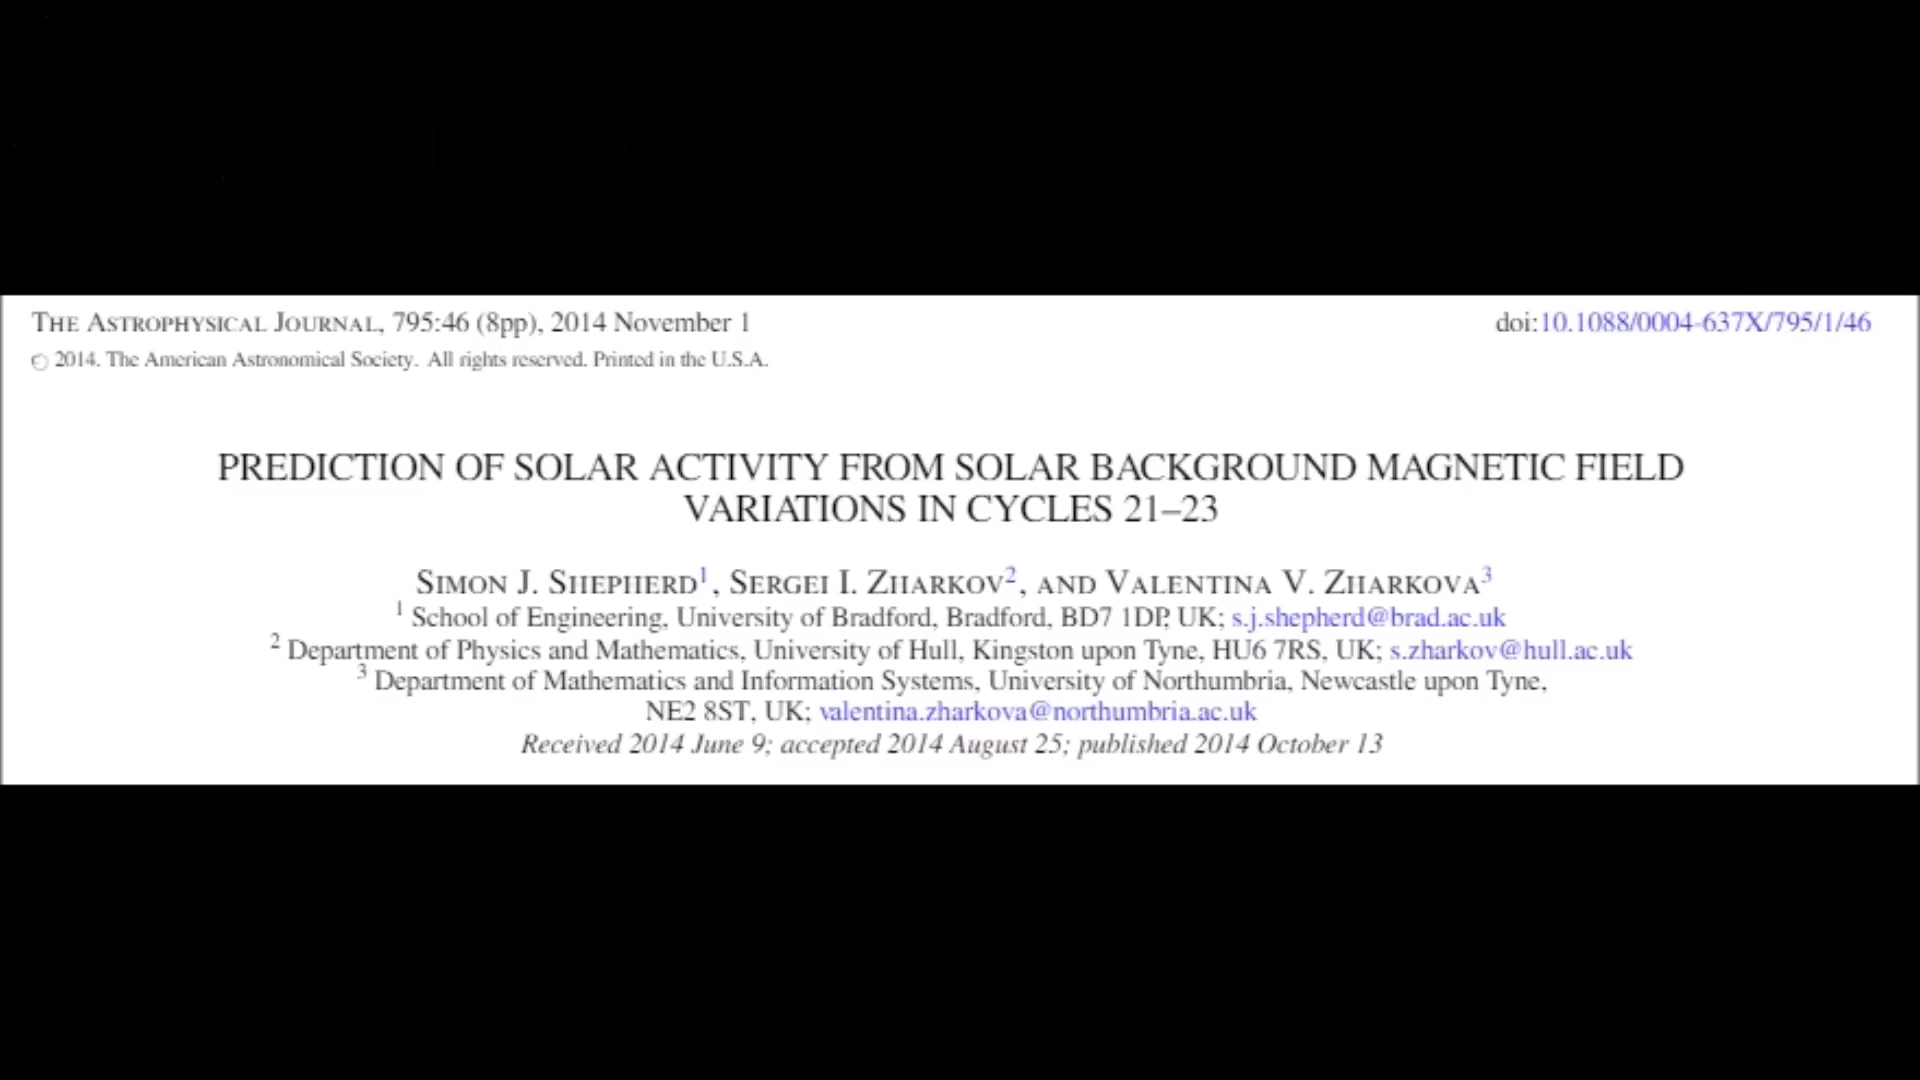 THE ASTROPHYSICAL JOURNAL, 795:46 (8pp), 2014 November 1
doi:10.1088/0004-637X/795/1/46
© 2014. The American Astronomical Society. All rights reserved. Printed in the U.S.A.
PREDICTION OF SOLAR ACTIVITY FROM SOLAR BACKGROUND MAGNETIC FIELD
VARIATIONS IN CYCLES 21–23
SIMON J. SHEPHERD1, SERGEI I. ZHARKOV2, AND VALENTINA V. ZHARKOVA3
1 School of Engineering, University of Bradford, Bradford, BD7 1DP, UK; s.j.shepherd@brad.ac.uk
2 Department of Physics and Mathematics, University of Hull, Kingston upon Tyne, HU6 7RS, UK; s.zharkov@hull.ac.uk
3 Department of Mathematics and Information Systems, University of Northumbria, Newcastle upon Tyne,
NE2 8ST, UK; valentina.zharkova@northumbria.ac.uk
Received 2014 June 9; accepted 2014 August 25; published 2014 October 13